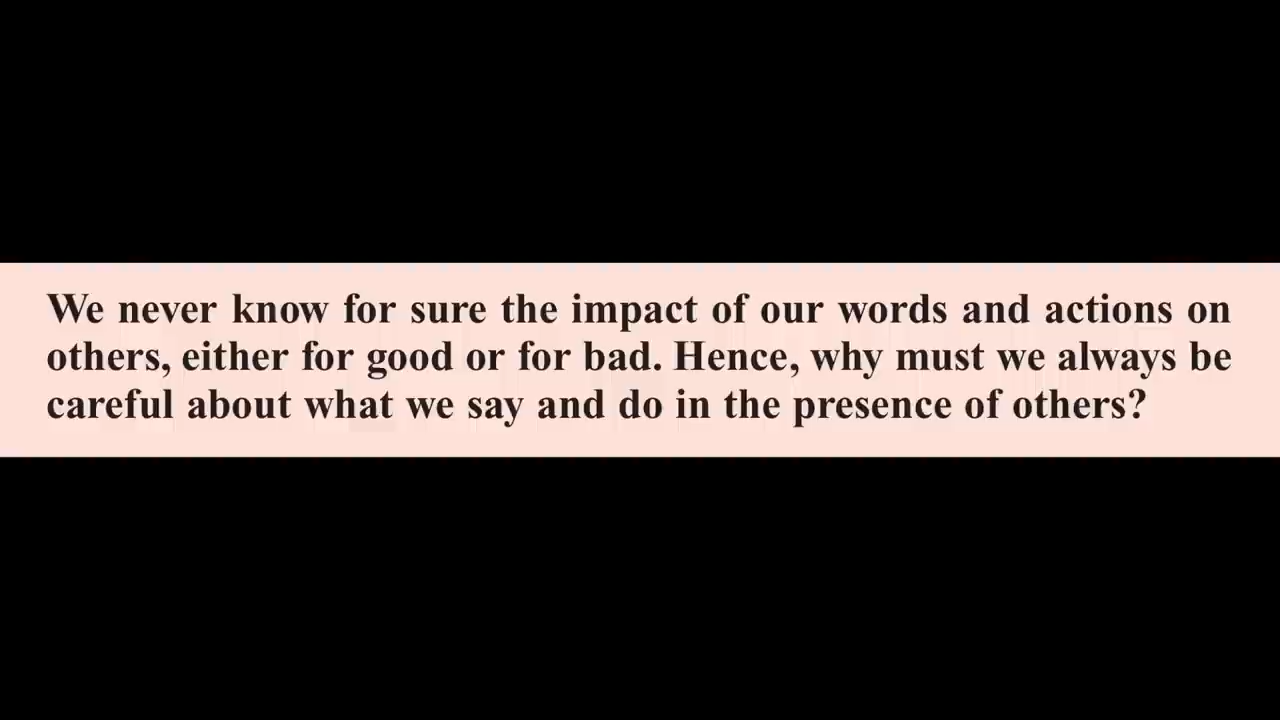 We never know for sure the impact of our words and actions on
others, either for good or for bad. Hence, why must we always be
careful about what we say and do in the presence of others?